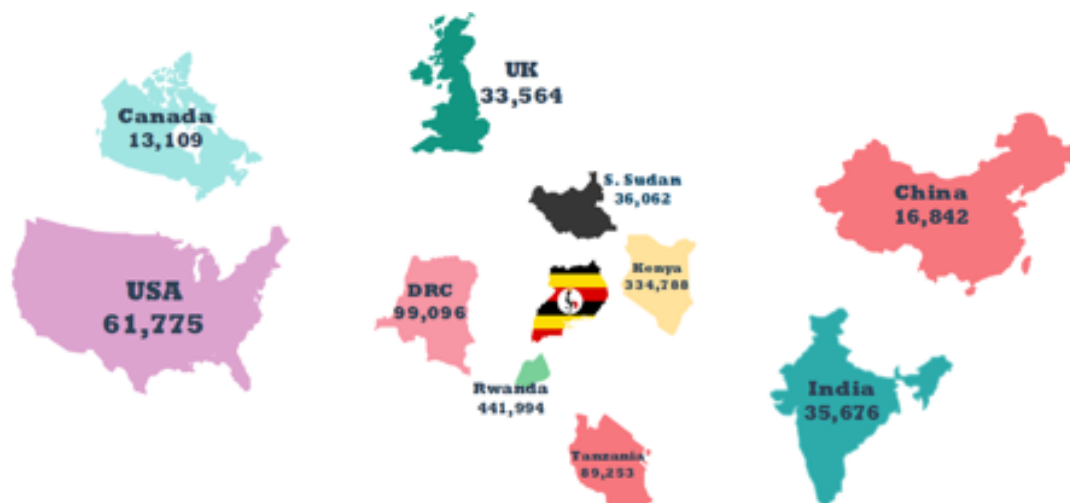 UK
33,564
Canada
13,109
S. Sudan
36,062
China
16,842
USA
61,775
DRC
99,096
Kenya
334,788
Rwanda
441,994
India
35,676
Tanzania
89,253